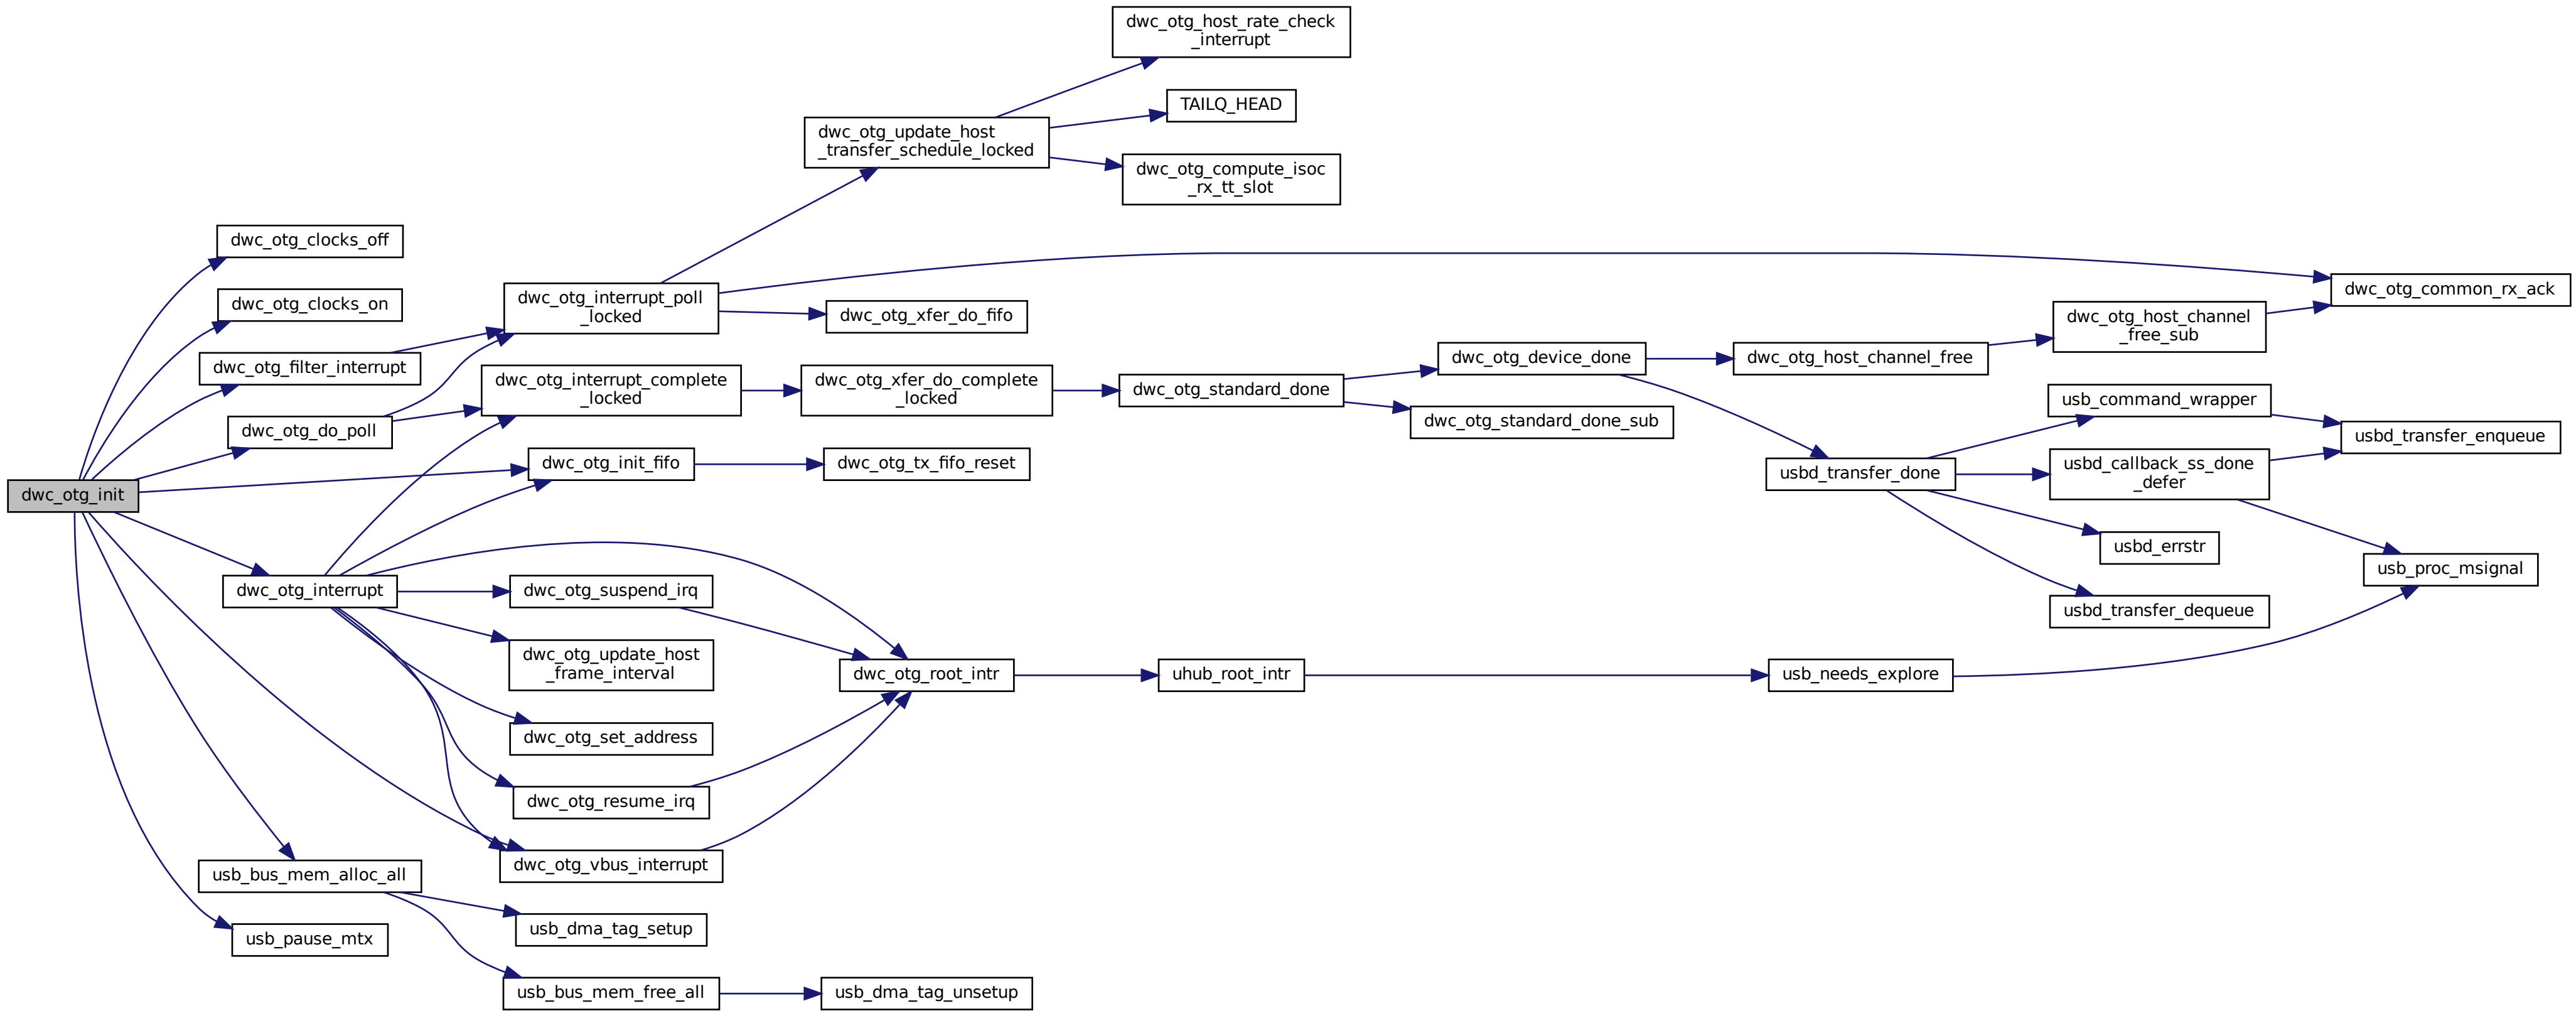 dwc_otg_host_rate_check
_interrupt
TAILQ_HEAD
dwc_otg_update_host
_transfer_schedule_locked
dwc_otg_compute_isoc
_rx_tt_slot
dwc_otg_clocks_off
dwc_otg_clocks_on
dwc_otg_interrupt_poll
_locked
dwc_otg_common_rx_ack
dwc_otg_xfer_do_fifo
dwc_otg_host_channel
_free_sub
dwc_otg_filter_interrupt
dwc_otg_device_done
dwc_otg_host_channel_free
dwc_otg_interrupt_complete
_locked
dwc_otg_xfer_do_complete
_locked
dwc_otg_standard_done
usb_command_wrapper
dwc_otg_do_poll
dwc_otg_standard_done_sub
usbd_transfer_enqueue
dwc_otg_init_fifo
dwc_otg_tx_fifo_reset
usbd_transfer_done
usbd_callback_ss_done
_defer
dwc_otg_init
usbd_errstr
usb_proc_msignal
dwc_otg_interrupt
dwc_otg_suspend_irq
usbd_transfer_dequeue
dwc_otg_update_host
_frame_interval
dwc_otg_root_intr
uhub_root_intr
usb_needs_explore
dwc_otg_set_address
dwc_otg_resume_irq
dwc_otg_vbus_interrupt
usb_bus_mem_alloc_all
usb_dma_tag_setup
usb_pause_mtx
usb_bus_mem_free_all
usb_dma_tag_unsetup